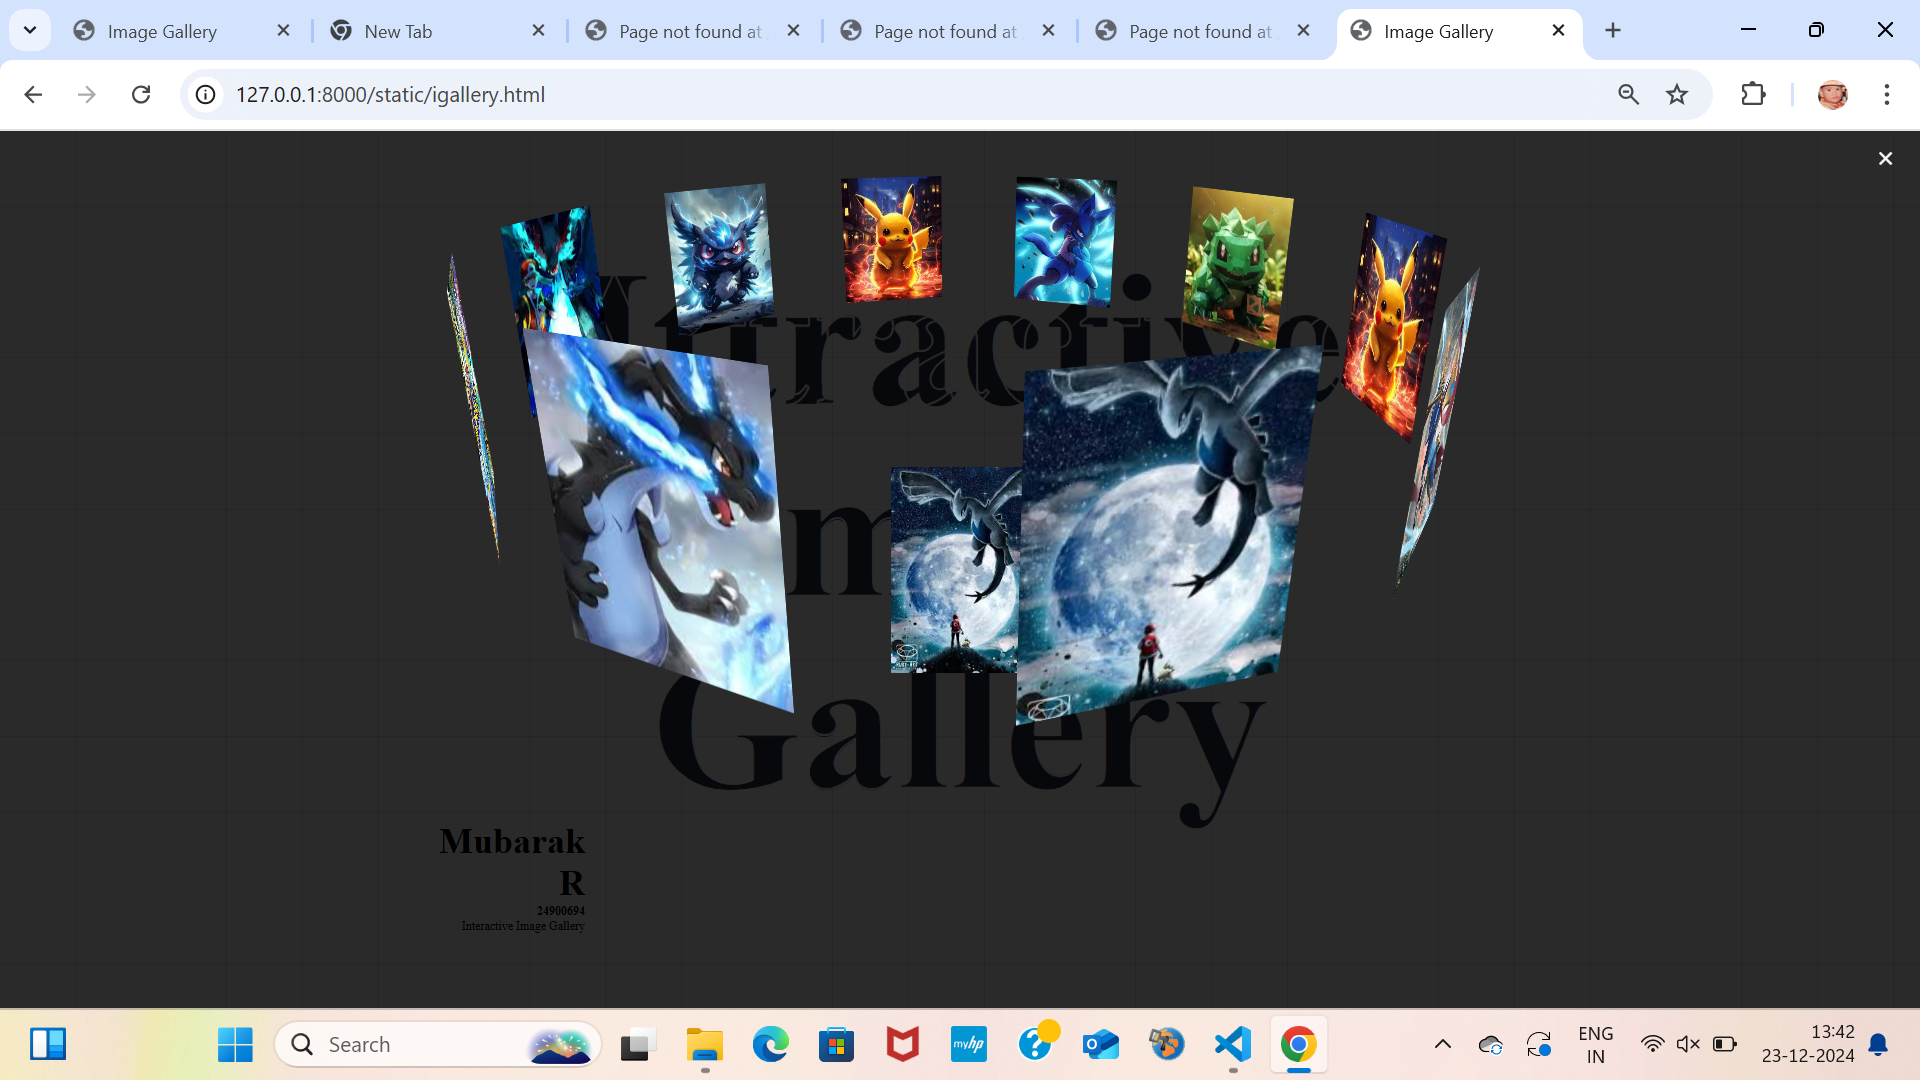 Image Gallery
New Tab
Page not found at
Page not found at
Page not found at
Image Gallery
127.0.0.1:8000/static/igallery.html
Attractive
Gallery
Mubarak
R
24900694
Interactive Image Gallery
Search
myhp
ENG
IN
13:42
23-12-2024